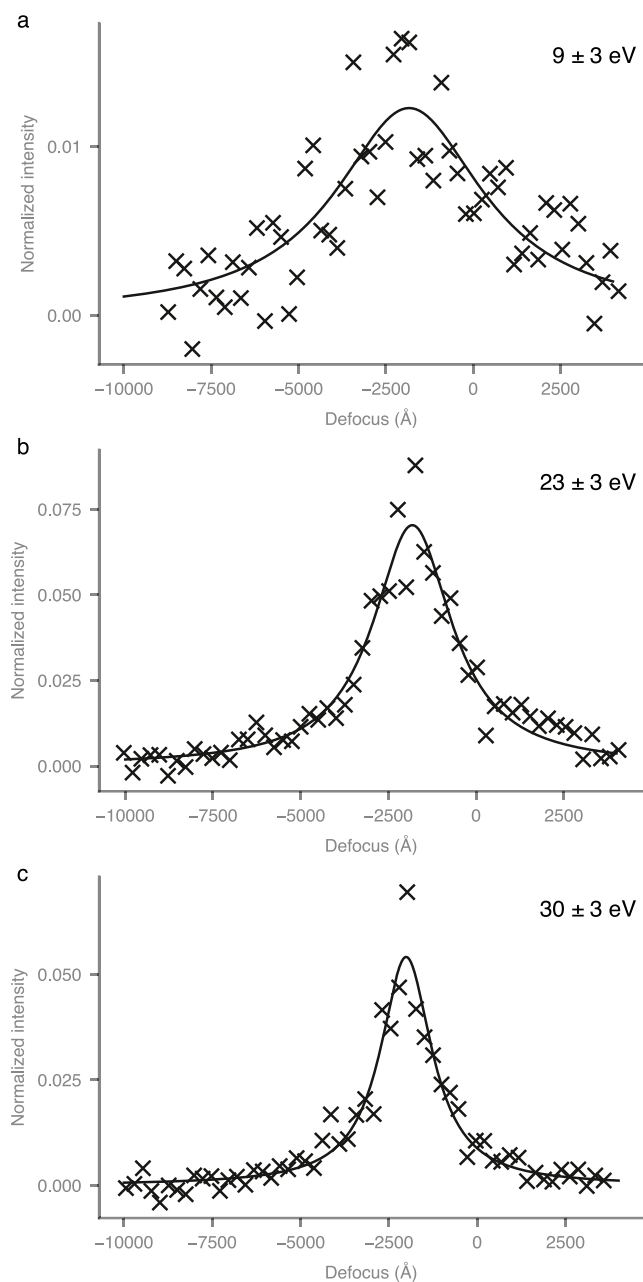 a
9 ± 3 eV
Normalized intensity
0.01
0.00
−10000 −7500 −5000 −2500 0 2500
Defocus (Å)
b
23 ± 3 eV
Normalized intensity
0.075
0.050
0.025
0.000
−10000 −7500 −5000 −2500 0 2500
Defocus (Å)
c
30 ± 3 eV
Normalized intensity
0.050
0.025
0.000
−10000 −7500 −5000 −2500 0 2500
Defocus (Å)